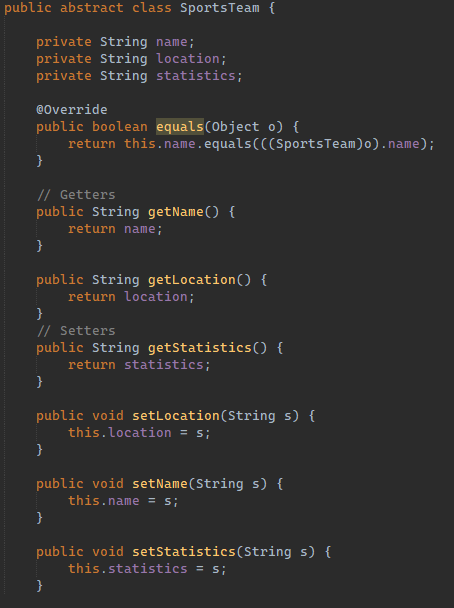 public abstract class SportsTeam {
private String name;
private String location;
private String statistics;
@Override
public boolean equals(Object o) {
return this.name.equals(((SportsTeam)o).name);
}
// Getters
public String getName() {
return name;
}
public String getLocation() {
return location;
}
// Setters
public String getStatistics() {
return statistics;
}
public void setLocation(String s) {
this.location = s;
}
public void setName(String s) {
this.name = s;
}
public void setStatistics(String s) {
this.statistics = s;
}